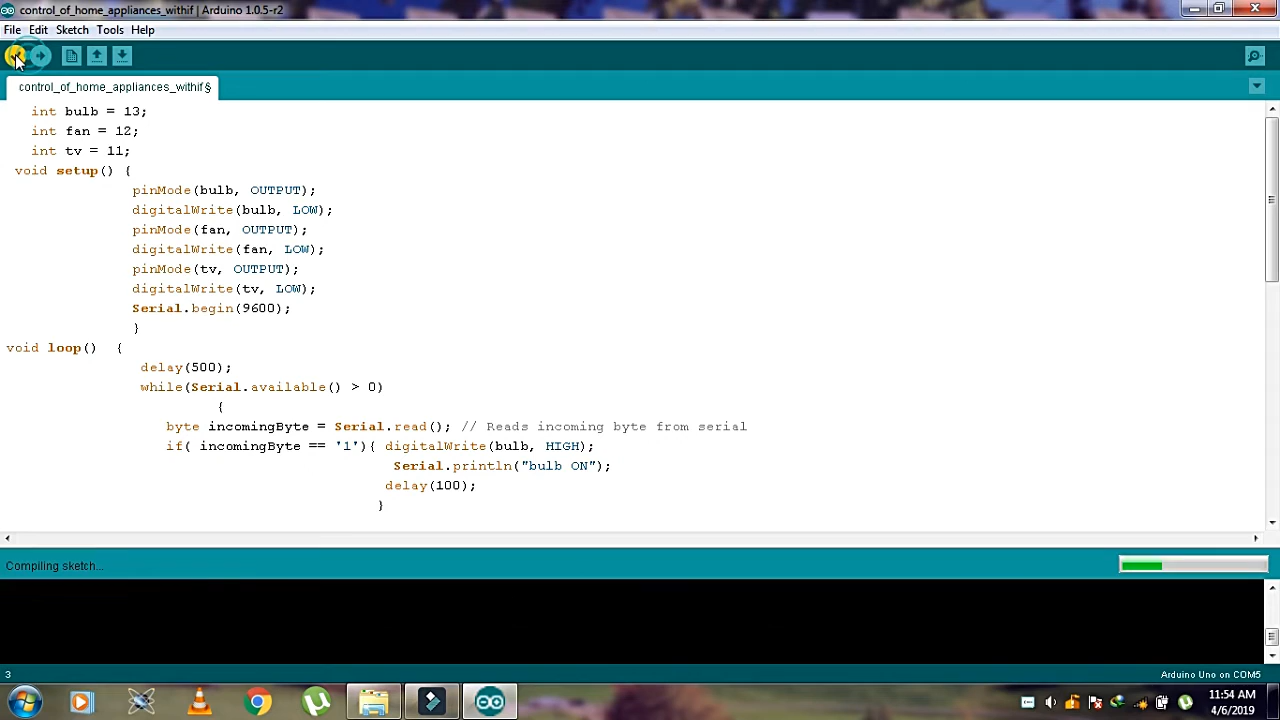 control_of_home_appliances_withif | Arduino 1.0.5-r2
File Edit Sketch Tools Help
control_of_home_appliances_withif§
int bulb = 13;
int fan = 12;
int tv = 11;
void setup() {
pinMode(bulb, OUTPUT);
digitalWrite(bulb, LOW);
pinMode(fan, OUTPUT);
digitalWrite(fan, LOW);
pinMode(tv, OUTPUT);
digitalWrite(tv, LOW);
Serial.begin(9600);
}
void loop() {
delay(500);
while(Serial.available() > 0)
{
byte incomingByte = Serial.read(); // Reads incoming byte from serial
if( incomingByte == '1'){ digitalWrite(bulb, HIGH);
Serial.println("bulb ON");
delay(100);
}
Compiling sketch...
3
Arduino Uno on COM5
11:54 AM
4/6/2019